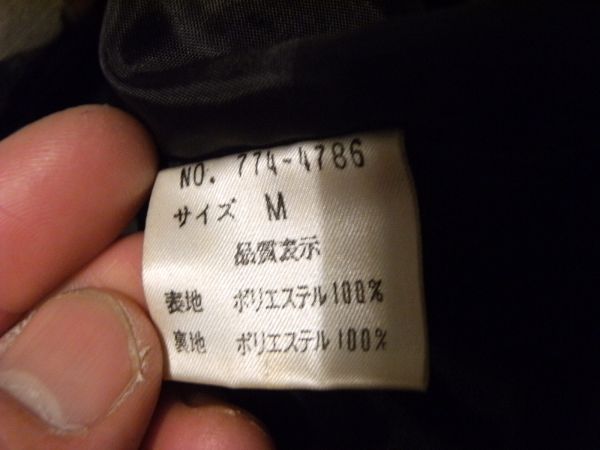 NO. 774-4786
サイズ M
品質表示
表地 ポリエステル100%
裏地 ポリエステル100%